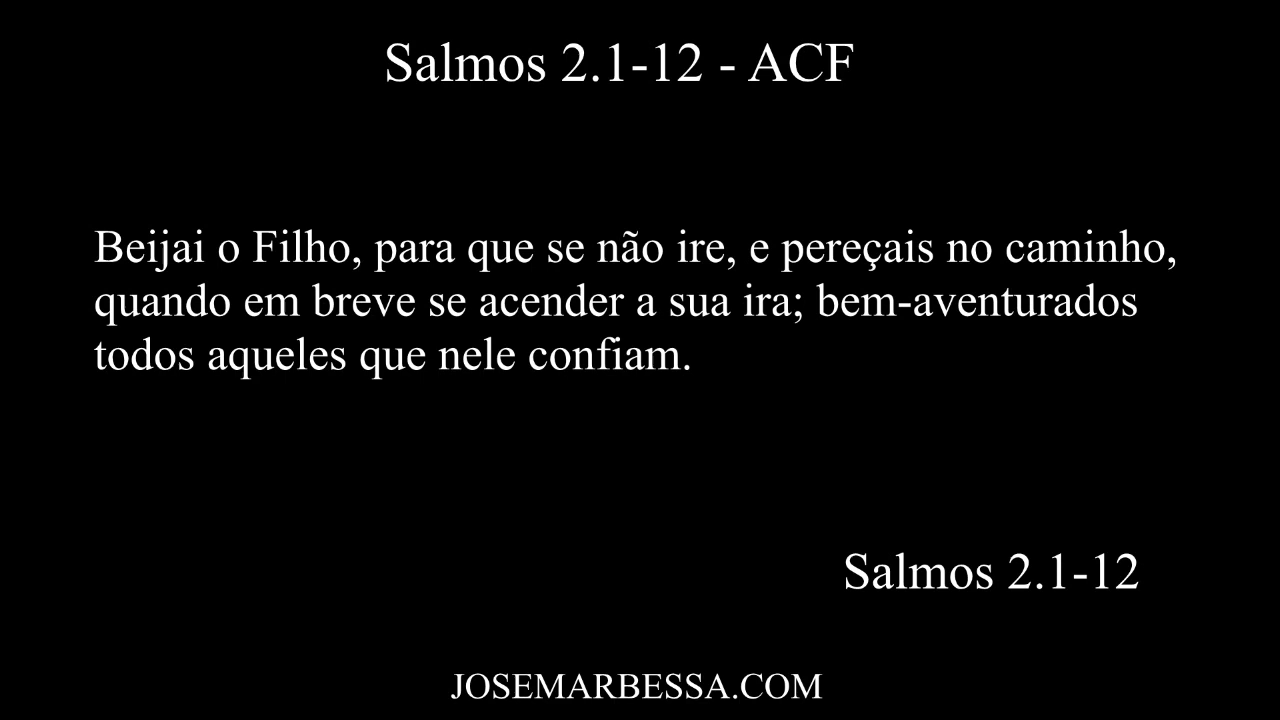 Salmos 2.1-12 - ACF
Beijai o Filho, para que se não ire, e pereçais no caminho,
quando em breve se acender a sua ira; bem-aventurados
todos aqueles que nele confiam.
Salmos 2.1-12
JOSEMARBESSA.COM